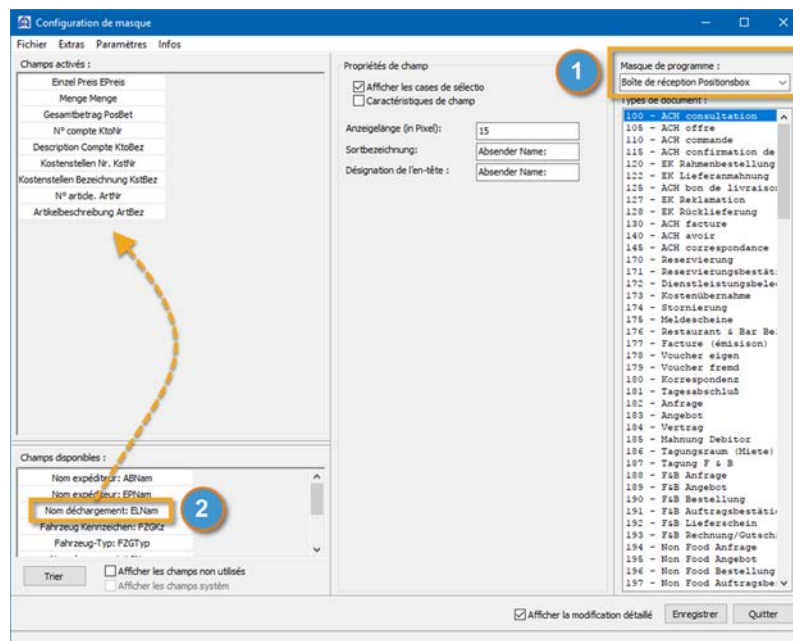 Configuration de masque
Fichier Extras Paramètres Infos
Champs activés :
Einzel Preis EPreis
Menge Menge
Gesamtbetrag PosBet
N° compte KtoNr
Description Compte KtoBez
Kostenstellen Nr. KstNr
Kostenstellen Bezeichnung KstBez
N° article. ArtNr
Artikelbeschreibung ArtBez
Champs disponibles :
Nom expéditeur: ABNam
Nom expéditeur: EPNam
Nom déchargement: ELNam
Fahrzeug Kennzeichen: FZGKz
Fahrzeug-Typ: FZGTyp
2
Trier
Afficher les champs non utilisés
Afficher les champs systèm
Propriétés de champ
Afficher les cases de sélectio
Caractéristiques de champ
Anzeigelänge (in Pixel): 15
Sortbezeichnung: Absender Name:
Désignation de l'en-tête : Absender Name:
1
Masque de programme :
Boîte de réception Positionsbox
Types de document :
100 - ACH consultation
105 - ACH offre
110 - ACH commande
115 - ACH confirmation de
120 - EK Rahmenbestellung
122 - EK Lieferanmahnung
125 - ACH bon de livraiso
127 - EK Reklamation
128 - EK Rücklieferung
130 - ACH facture
140 - ACH avoir
145 - ACH correspondance
170 - Reservierung
171 - Reservierungsbestät
172 - Dienstleistungsbele
173 - Kostenübernahme
174 - Stornierung
175 - Meldescheine
176 - Restaurant & Bar Be
177 - Facture (émisison)
178 - Voucher eigen
179 - Voucher fremd
180 - Korrespondenz
181 - Tagesabschluß
182 - Anfrage
183 - Angebot
184 - Vertrag
185 - Mahnung Debitor
186 - Tagungsraum (Miete)
187 - Tagung F & B
188 - F&B Anfrage
189 - F&B Angebot
190 - F&B Bestellung
191 - F&B Auftragsbestäti
192 - F&B Lieferschein
193 - F&B Rechnung/Gutsch
194 - Non Food Anfrage
195 - Non Food Angebot
196 - Non Food Bestellung
197 - Non Food Auftragsbe
Afficher la modification détaillé
Enregistrer
Quitter